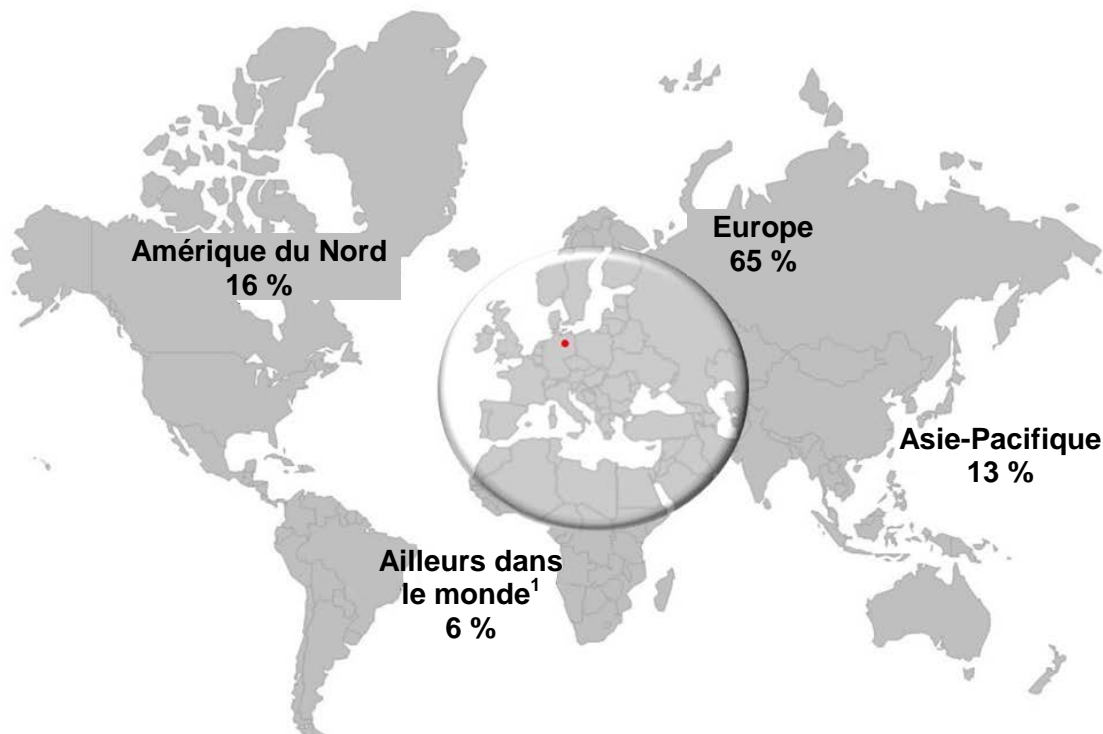 Amérique du Nord
16 %
Europe
65 %
Asie-Pacifique
13 %
Ailleurs dans
le monde¹
6 %